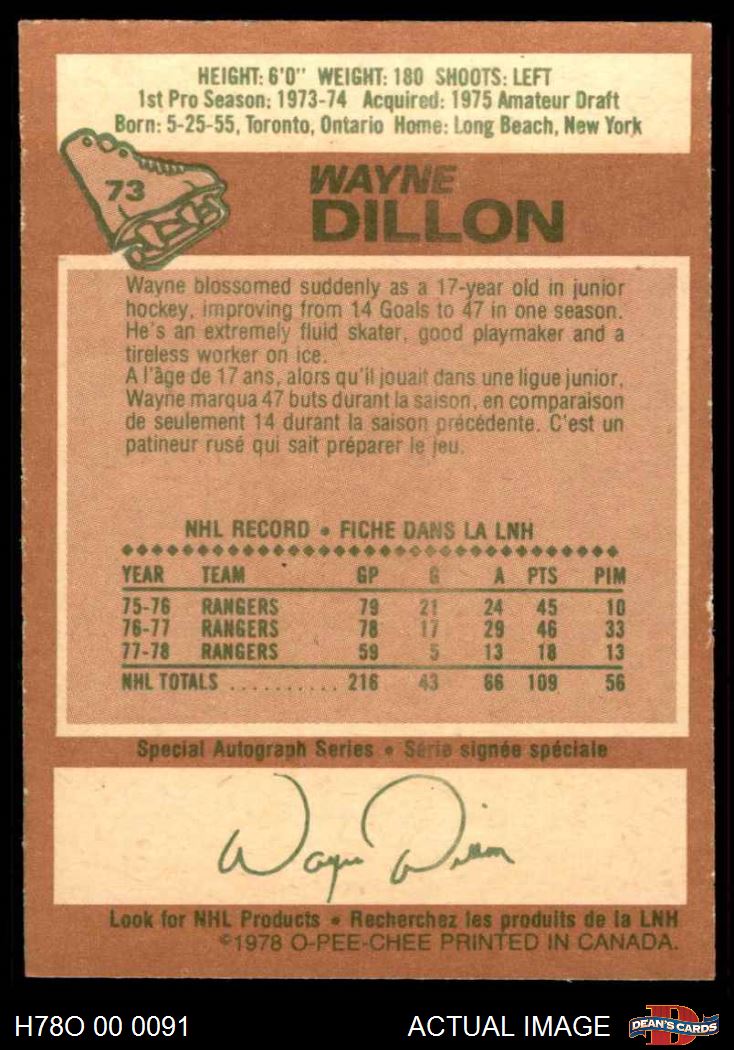 HEIGHT: 6'0" WEIGHT: 180 SHOOTS: LEFT
1st Pro Season: 1973-74 Acquired: 1975 Amateur Draft
Born: 5-25-55, Toronto, Ontario Home: Long Beach, New York
73
WAYNE
DILLON
Wayne blossomed suddenly as a 17-year old in junior
hockey, improving from 14 Goals to 47 in one season.
He's an extremely fluid skater, good playmaker and a
tireless worker on ice.
A l'âge de 17 ans, alors qu'il jouait dans une ligue junior,
Wayne marqua 47 buts durant la saison, en comparaison
de seulement 14 durant la saison précédente. C'est un
patineur rusé qui sait préparer le jeu.
NHL RECORD • FICHE DANS LA LNH
YEAR TEAM GP G A PTS PIM
75-76 RANGERS 79 21 24 45 10
76-77 RANGERS 78 17 29 46 33
77-78 RANGERS 59 5 13 18 13
NHL TOTALS .......... 216 43 66 109 56
Special Autograph Series • Série signée spéciale
Wayne Dillon
Look for NHL Products • Recherchez les produits de la LNH
©1978 O-PEE-CHEE PRINTED IN CANADA.
H78O 00 0091 ACTUAL IMAGE D DEAN'S CARDS